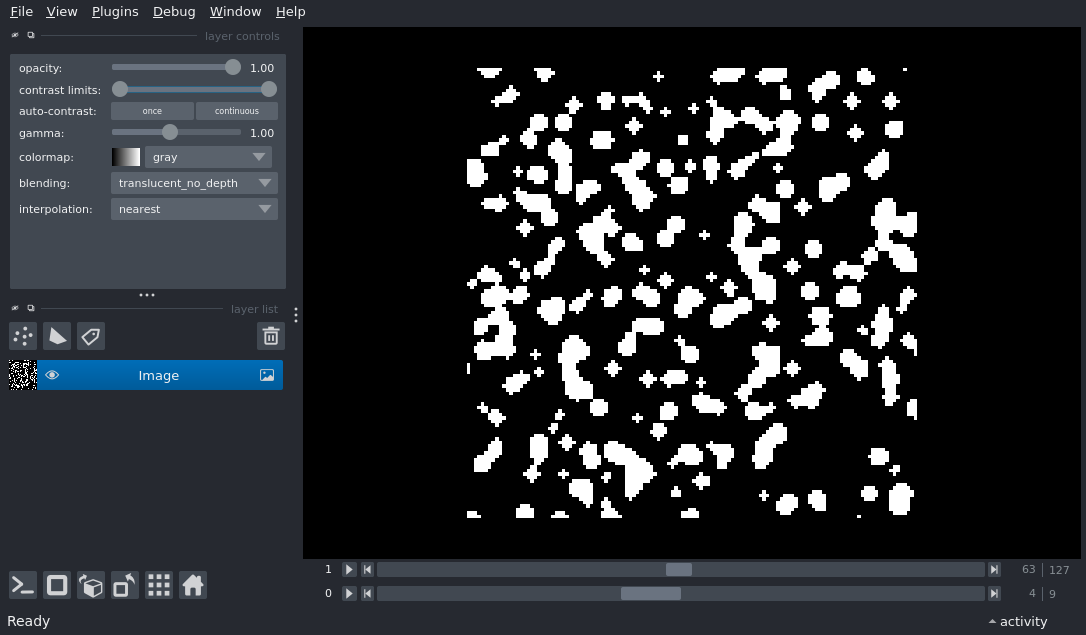 File View Plugins Debug Window Help
layer controls
opacity: 1.00
contrast limits:
auto-contrast: once continuous
gamma: 1.00
colormap: gray
blending: translucent_no_depth
interpolation: nearest
layer list
Image
1 63 127
0 4 9
Ready activity